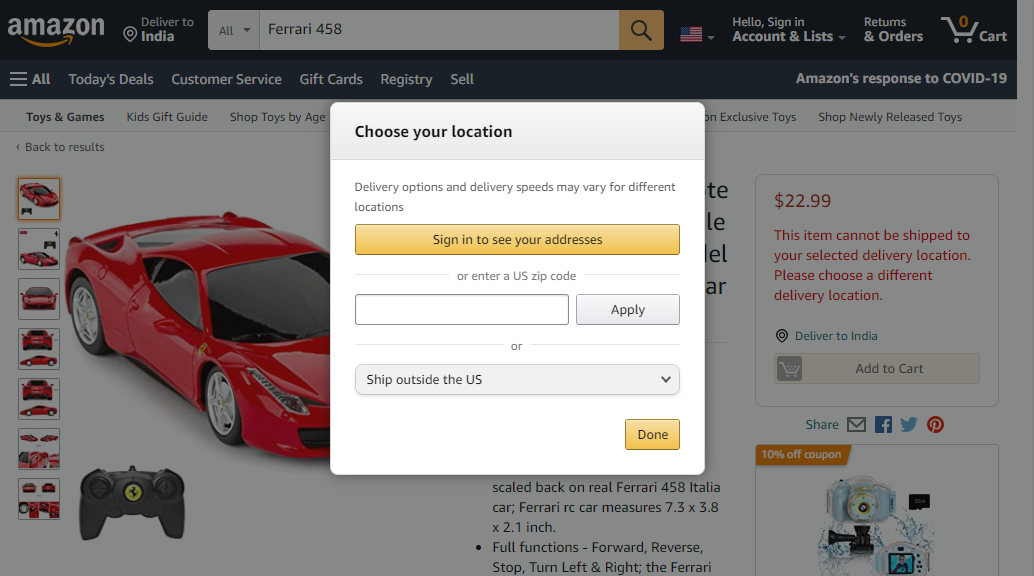 amazon
Deliver to
India
All
Ferrari 458
Hello, Sign in
Account & Lists
Returns
& Orders
0
Cart
All
Today's Deals
Customer Service
Gift Cards
Registry
Sell
Amazon's response to COVID-19
Toys & Games
Kids Gift Guide
Shop Toys by Age
on Exclusive Toys
Shop Newly Released Toys
‹ Back to results
Choose your location
Delivery options and delivery speeds may vary for different
locations
Sign in to see your addresses
or enter a US zip code
Apply
or
Ship outside the US
Done
ote
le
el
ar
$22.99
This item cannot be shipped to
your selected delivery location.
Please choose a different
delivery location.
Deliver to India
Add to Cart
Share
10% off coupon
scaled back on real Ferrari 458 Italia
car; Ferrari rc car measures 7.3 x 3.8
x 2.1 inch.
• Full functions - Forward, Reverse,
Stop, Turn Left & Right; the Ferrari